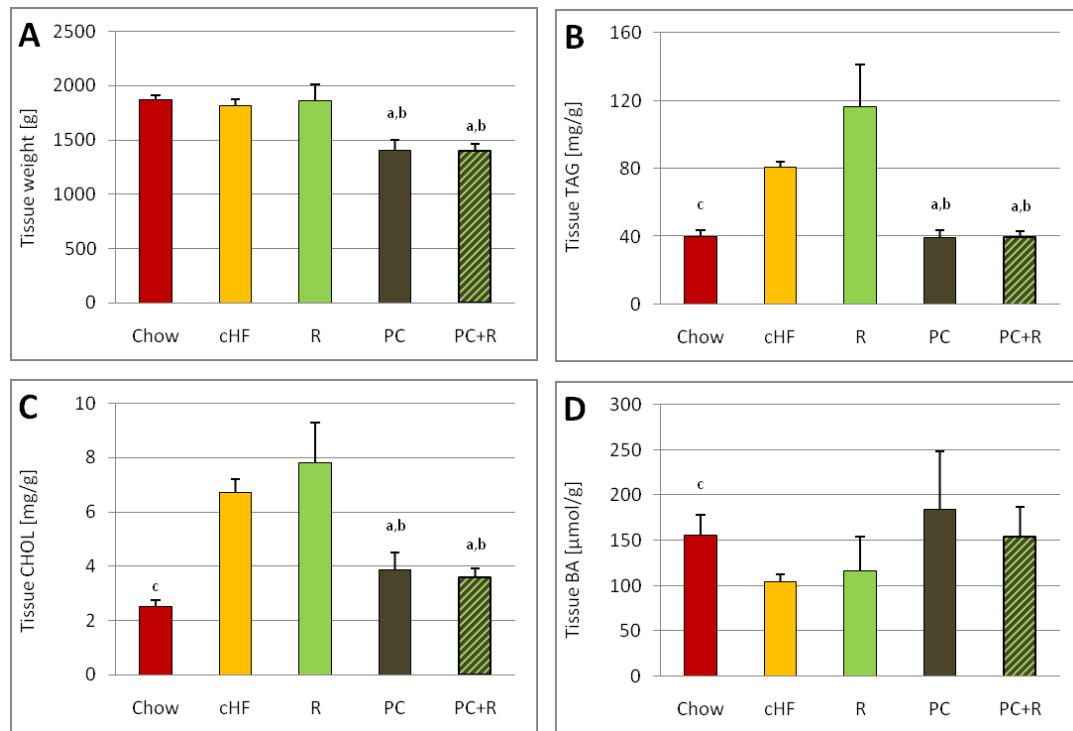 A
Tissue weight [g]
2500
2000
1500
1000
500
0
a,b
a,b
Chow cHF R PC PC+R
B
Tissue TAG [mg/g]
160
120
80
40
0
c
a,b
a,b
Chow cHF R PC PC+R
C
Tissue CHOL [mg/g]
10
8
6
4
2
0
c
a,b
a,b
Chow cHF R PC PC+R
D
Tissue BA [µmol/g]
300
250
200
150
100
50
0
c
Chow cHF R PC PC+R